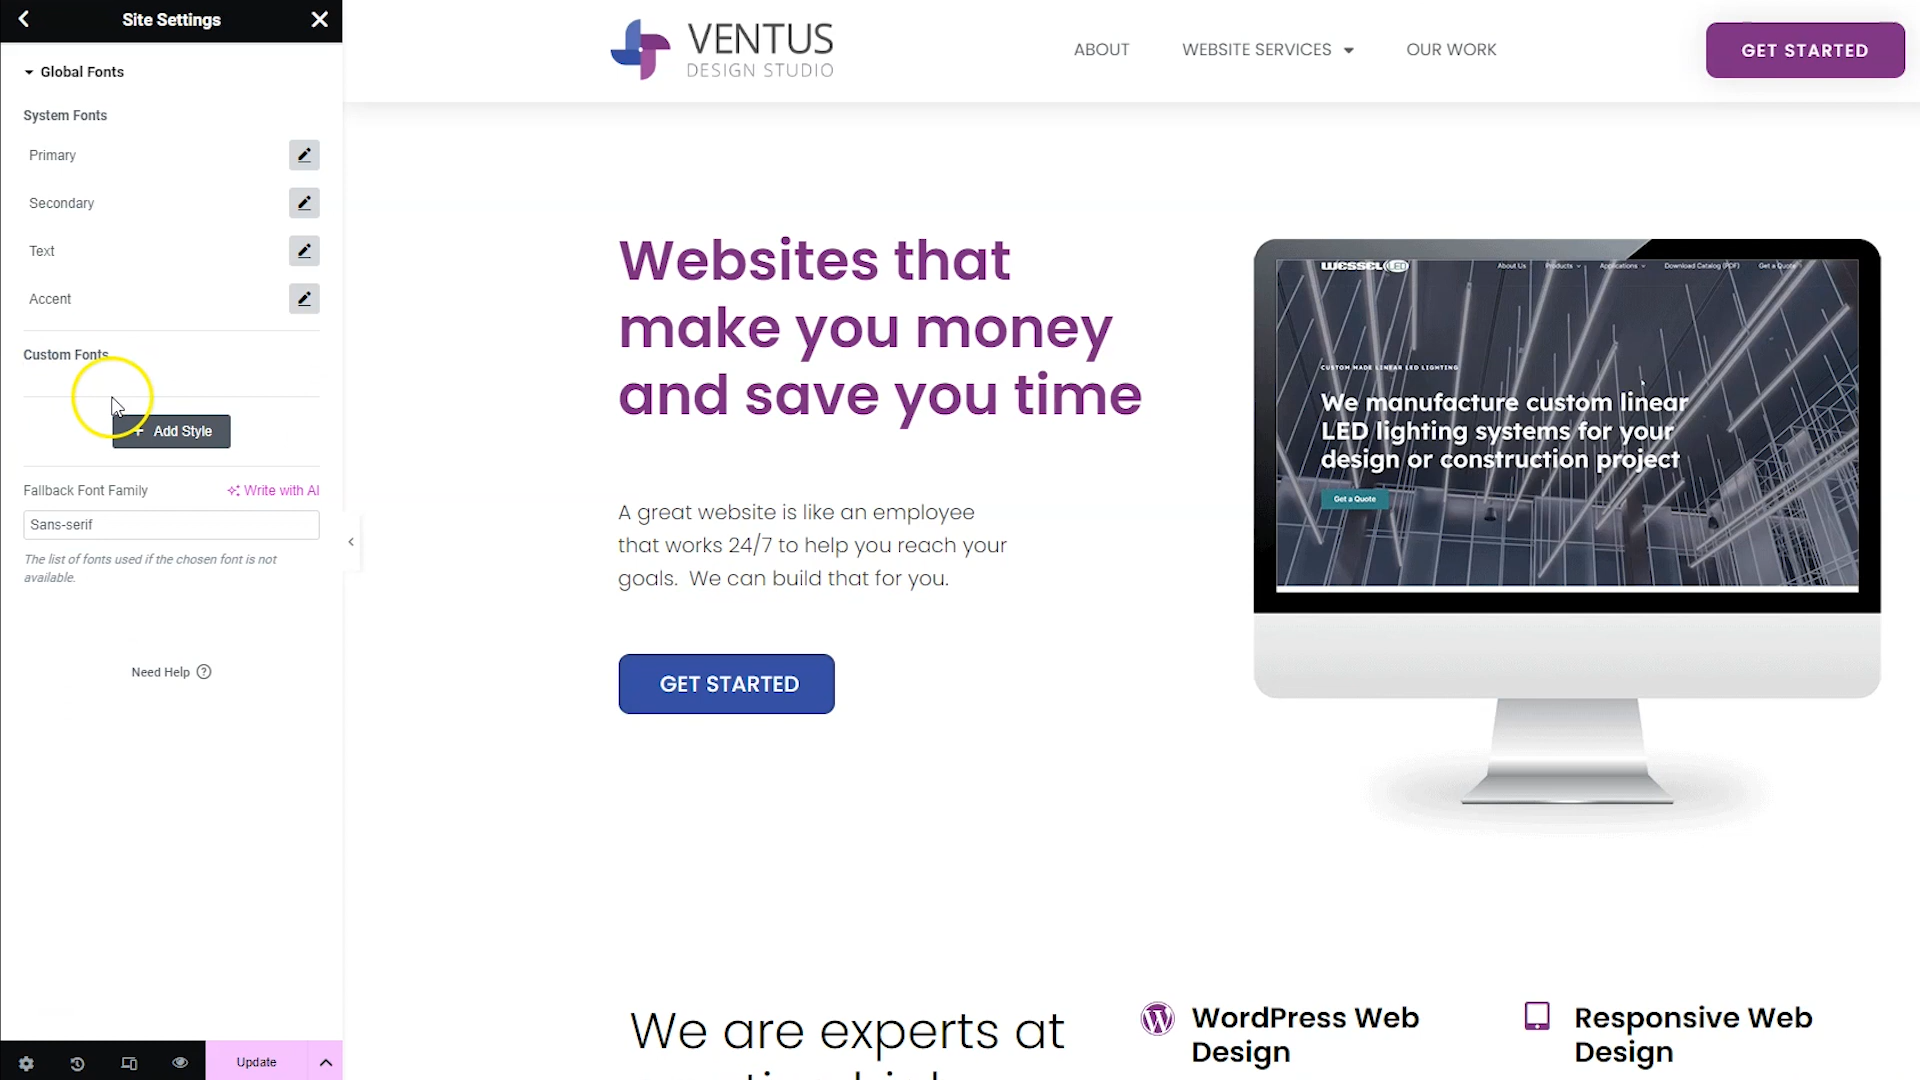 Site Settings
Global Fonts
System Fonts
Primary
Secondary
Text
Accent
Custom Fonts
+ Add Style
Fallback Font Family
Write with AI
Sans-serif
The list of fonts used if the chosen font is not
available.
Need Help
Update
VENTUS
DESIGN STUDIO
ABOUT
WEBSITE SERVICES
OUR WORK
GET STARTED
Websites that
make you money
and save you time
A great website is like an employee
that works 24/7 to help you reach your
goals. We can build that for you.
GET STARTED
WESSEL LED
About Us
Products
Applications
Download Catalog (PDF)
Get a Quote
CUSTOM MADE LINEAR LED LIGHTING
We manufacture custom linear
LED lighting systems for your
design or construction project
Get a Quote
We are experts at
WordPress Web
Design
Responsive Web
Design